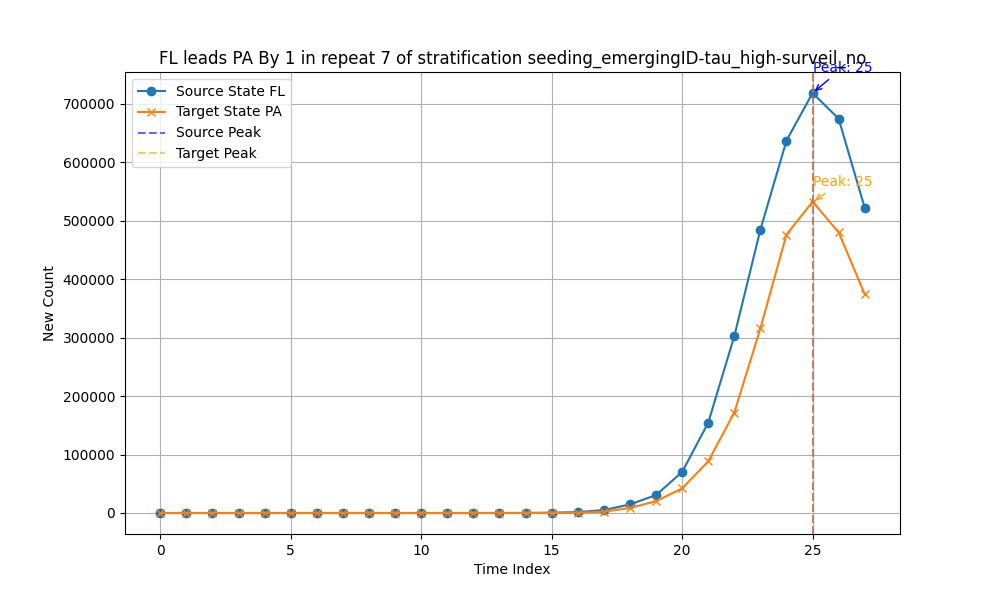 FL leads PA By 1 in repeat 7 of stratification seeding_emergingID-tau_high-surveil_no
Peak: 25
Source State FL
Target State PA
Source Peak
Target Peak
Peak: 25
700000
600000
500000
400000
300000
200000
100000
0
New Count
0 5 10 15 20 25
Time Index